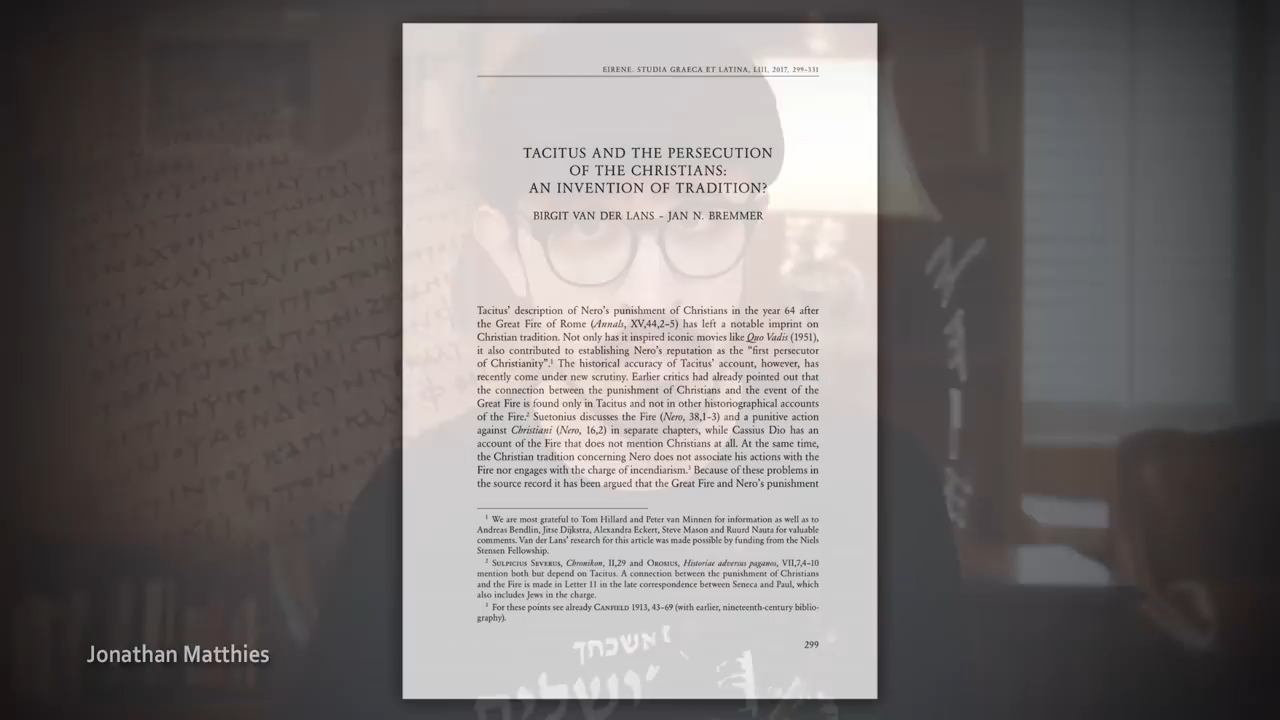 EIRENE. STUDIA GRAECA ET LATINA, LIII, 2017, 299–331
TACITUS AND THE PERSECUTION
OF THE CHRISTIANS:
AN INVENTION OF TRADITION?
BIRGIT VAN DER LANS – JAN N. BREMMER
Tacitus’ description of Nero’s punishment of Christians in the year 64 after
the Great Fire of Rome (Annals, XV,44,2–5) has left a notable imprint on
Christian tradition. Not only has it inspired iconic movies like Quo Vadis (1951),
it also contributed to establishing Nero’s reputation as the “first persecutor
of Christianity”.¹ The historical accuracy of Tacitus’ account, however, has
recently come under new scrutiny. Earlier critics had already pointed out that
the connection between the punishment of Christians and the event of the
Great Fire is found only in Tacitus and not in other historiographical accounts
of the Fire.² Suetonius discusses the Fire (Nero, 38,1–3) and a punitive action
against Christiani (Nero, 16,2) in separate chapters, while Cassius Dio has an
account of the Fire that does not mention Christians at all. At the same time,
the Christian tradition concerning Nero does not associate his actions with the
Fire nor engages with the charge of incendiarism.³ Because of these problems in
the source record it has been argued that the Great Fire and Nero’s punishment
¹ We are most grateful to Tom Hillard and Peter van Minnen for information as well as to
Andreas Bendlin, Jitse Dijkstra, Alexandra Eckert, Steve Mason and Ruurd Nauta for valuable
comments. Van der Lans’ research for this article was made possible by funding from the Niels
Stensen Fellowship.
² Sulpicius Severus, Chronikon, II,29 and Orosius, Historiae adversus paganos, VII,7,4–10
mention both but depend on Tacitus. A connection between the punishment of Christians
and the Fire is made in Letter 11 in the late correspondence between Seneca and Paul, which
also includes Jews in the charge.
³ For these points see already Canfield 1913, 43–69 (with earlier, nineteenth-century biblio-
graphy).
299
אשכחך
ירושלים
Jonathan Matthies